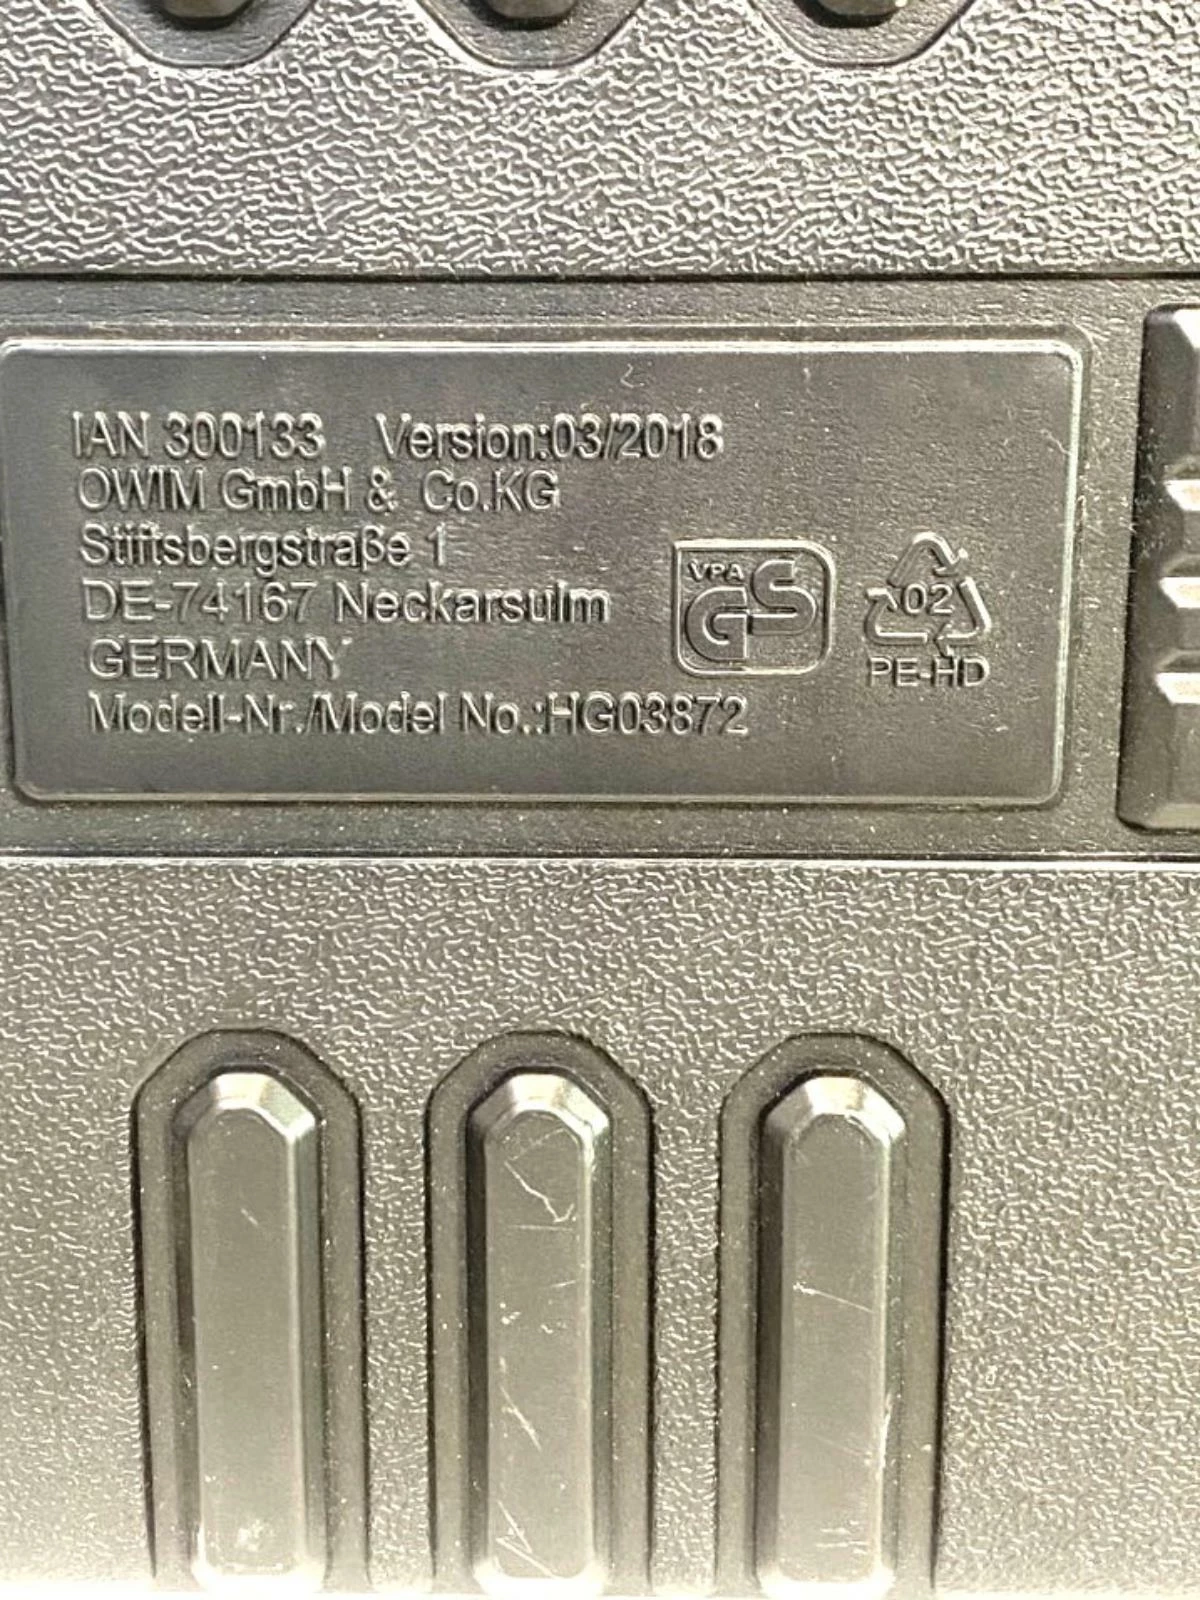 IAN 300133 Version:03/2018
OWIM GmbH & Co.KG
Stiftsbergstraße 1
DE-74167 Neckarsulm
GERMANY
Modell-Nr./Model No.:HG03872
VPA
GS
02
PE-HD